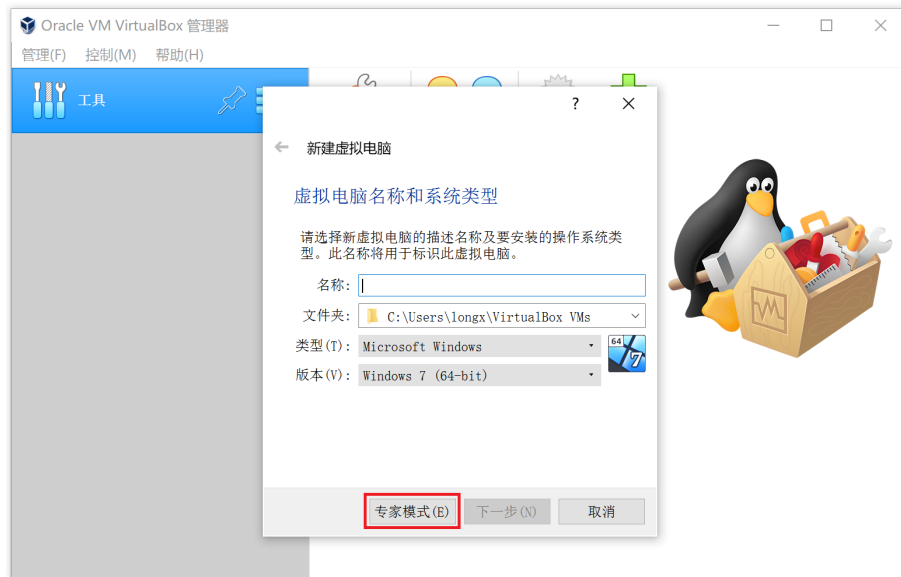 Oracle VM VirtualBox 管理器
管理(F) 控制(M) 帮助(H)
工具
?
新建虚拟电脑
虚拟电脑名称和系统类型
请选择新虚拟电脑的描述名称及要安装的操作系统类
型。此名称将用于标识此虚拟电脑。
名称:
文件夹: C:\Users\longx\VirtualBox VMs
类型(T): Microsoft Windows
64
7
版本(V): Windows 7 (64-bit)
专家模式(E) 下一步(N) 取消